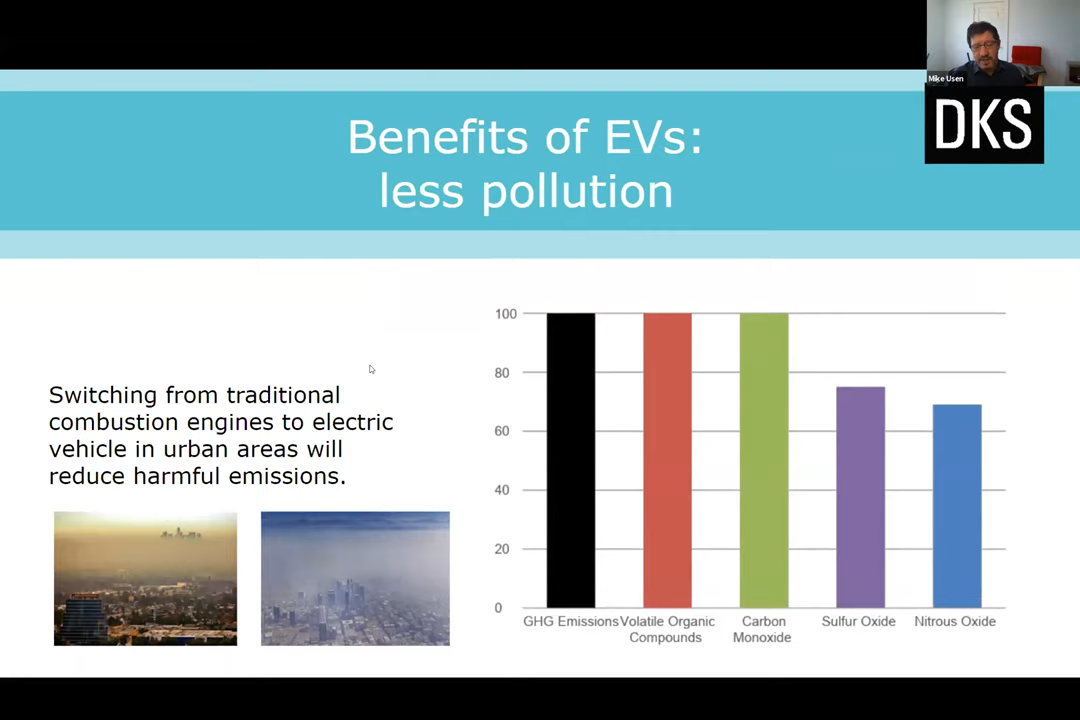 Mike Usen
DKS
Benefits of EVs:
less pollution
Switching from traditional
combustion engines to electric
vehicle in urban areas will
reduce harmful emissions.
100
80
60
40
20
0
GHG Emissions
Volatile Organic
Compounds
Carbon
Monoxide
Sulfur Oxide
Nitrous Oxide